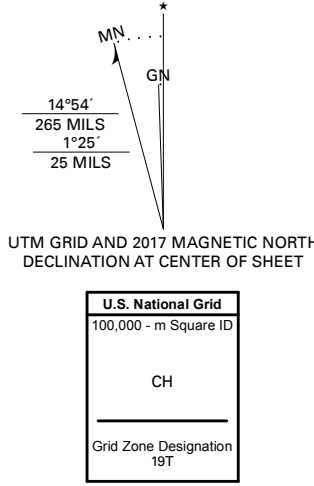 ★
MN
GN
14°54´
265 MILS
1°25´
25 MILS
UTM GRID AND 2017 MAGNETIC NORTH
DECLINATION AT CENTER OF SHEET
U.S. National Grid
100,000 - m Square ID
CH
Grid Zone Designation
19T